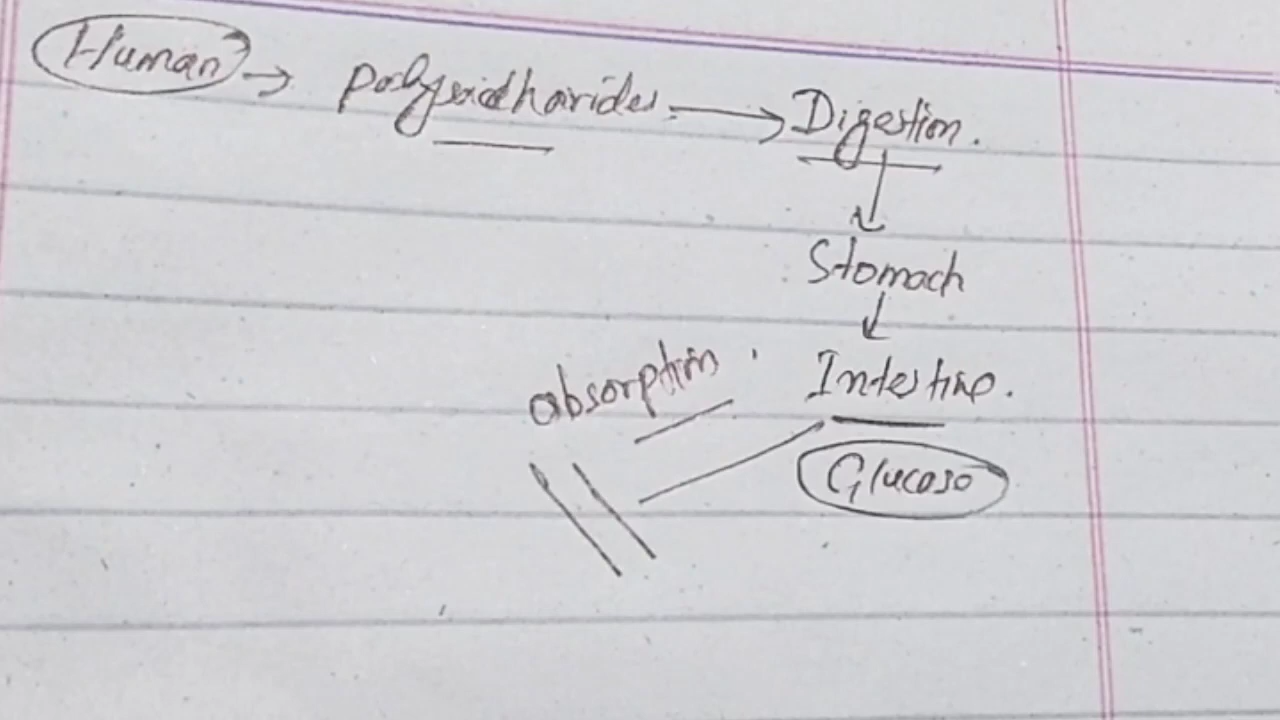 Human → polysaccharides → Digestion.
Stomach
absorption. Intestine.
Glucose